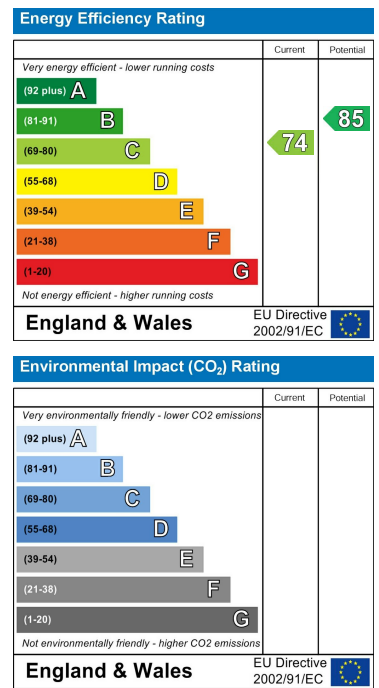 Energy Efficiency Rating
Current Potential
Very energy efficient - lower running costs
(92 plus) A
(81-91) B
85
(69-80) C
74
(55-68) D
(39-54) E
(21-38) F
(1-20) G
Not energy efficient - higher running costs
England & Wales
EU Directive
2002/91/EC
Environmental Impact (CO₂) Rating
Current Potential
Very environmentally friendly - lower CO2 emissions
(92 plus) A
(81-91) B
(69-80) C
(55-68) D
(39-54) E
(21-38) F
(1-20) G
Not environmentally friendly - higher CO2 emissions
England & Wales
EU Directive
2002/91/EC